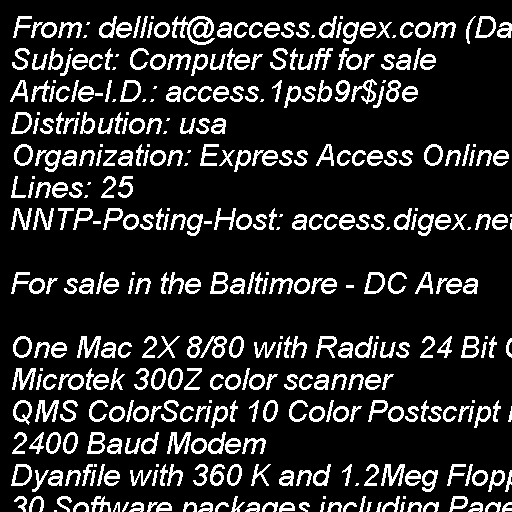 From: delliott@access.digex.com (Da
Subject: Computer Stuff for sale
Article-I.D.: access.1psb9r$j8e
Distribution: usa
Organization: Express Access Online
Lines: 25
NNTP-Posting-Host: access.digex.net
For sale in the Baltimore - DC Area
One Mac 2X 8/80 with Radius 24 Bit
Microtek 300Z color scanner
QMS ColorScript 10 Color Postscript
2400 Baud Modem
Dyanfile with 360 K and 1.2Meg Flopp
30 Software packages including Page